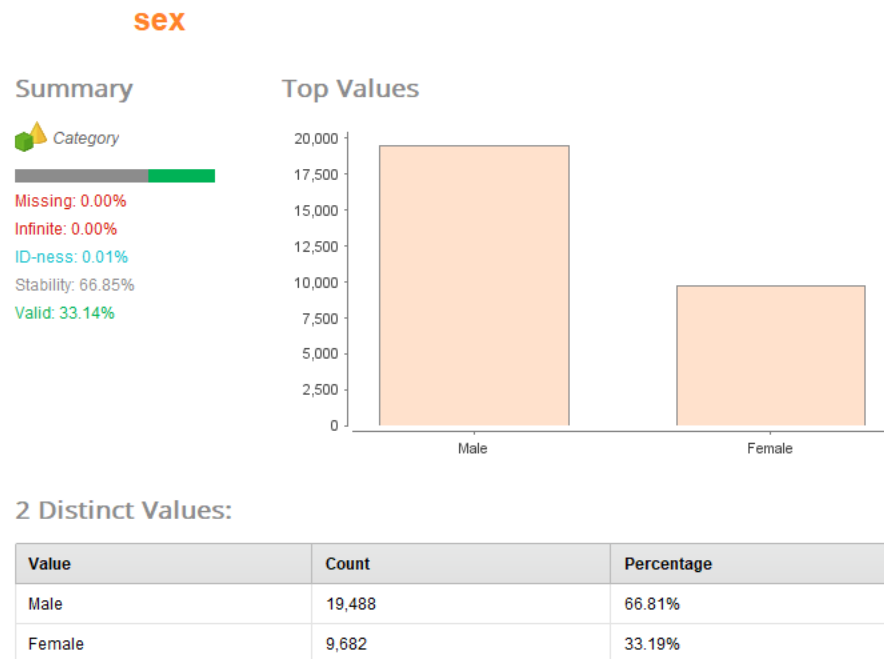 sex
Summary
Category
Missing: 0.00%
Infinite: 0.00%
ID-ness: 0.01%
Stability: 66.85%
Valid: 33.14%
Top Values
20,000
17,500
15,000
12,500
10,000
7,500
5,000
2,500
0
Male Female
2 Distinct Values:
Value Count Percentage
Male 19,488 66.81%
Female 9,682 33.19%